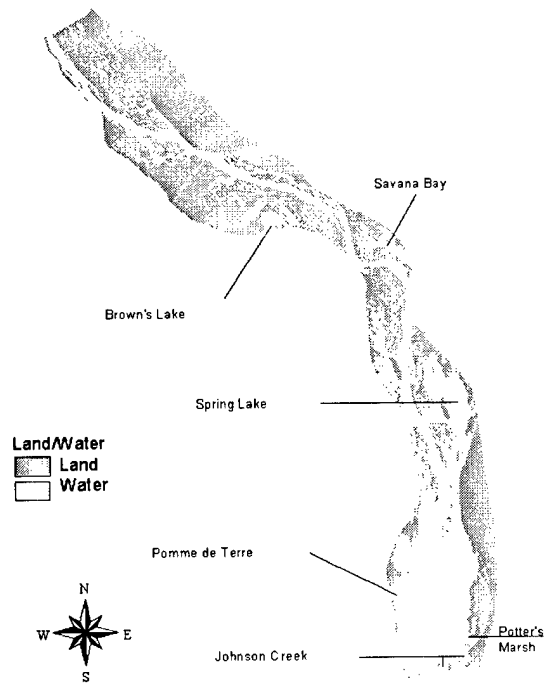 Savana Bay
Brown's Lake
Spring Lake
Land/Water
Land
Water
Pomme de Terre
N
W E
S
Potter's
Marsh
Johnson Creek